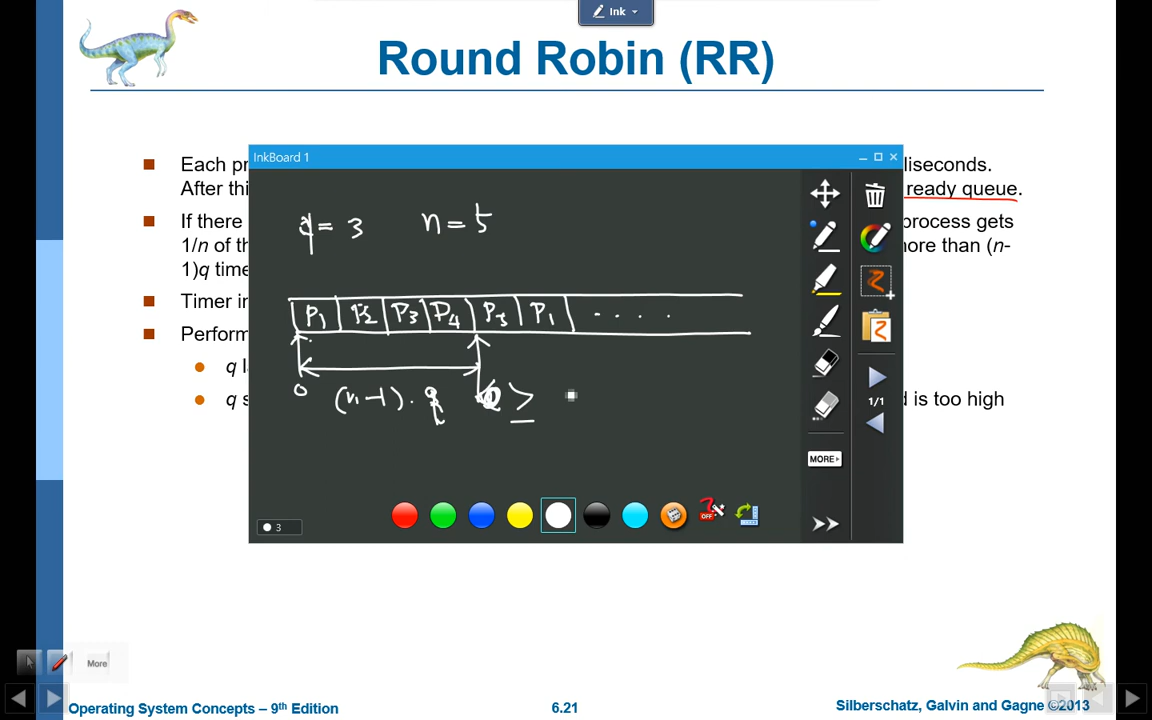 Ink
Round Robin (RR)
Each pr
liseconds.
After thi
ready queue.
If there
process gets
1/n of th
more than (n-
1)q time
Timer in
Perform
q l
q s
d is too high
InkBoard 1
q = 3 n = 5
P1 P2 P3 P4 P5 P1 . . . . .
0 (n-1) . q ≥
1/1
MORE
OFF
3
More
Operating System Concepts – 9th Edition
6.21
Silberschatz, Galvin and Gagne ©2013